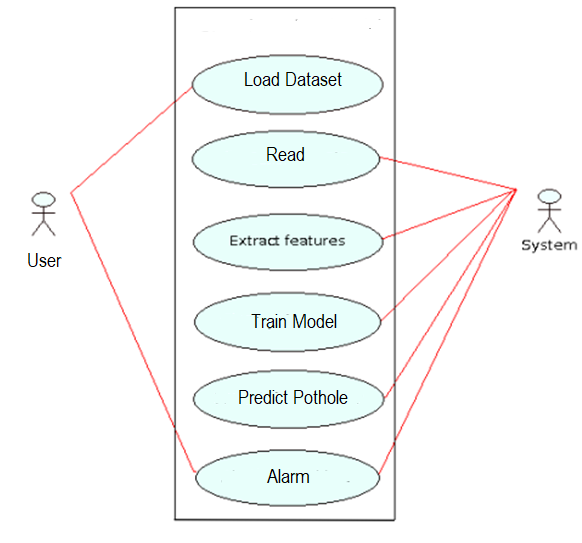 Load Dataset
Read
Extract features
Train Model
Predict Pothole
Alarm
User
System